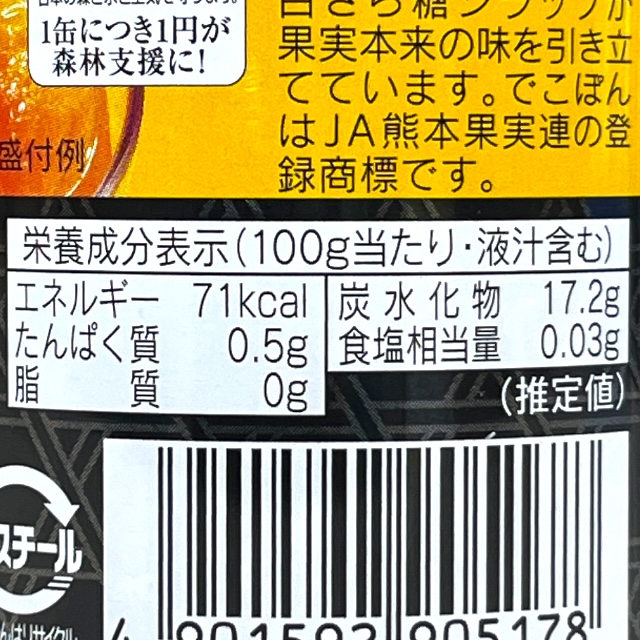 1缶につき1円が
森林支援に!
盛付例
果実本来の味を引き立
てています。でこぽん
はJA熊本果実連の登
録商標です。
栄養成分表示(100g当たり・液汁含む)
エネルギー 71kcal
たんぱく質 0.5g
脂質 0g
炭水化物 17.2g
食塩相当量 0.03g
(推定値)
スチール
4 901592 905178